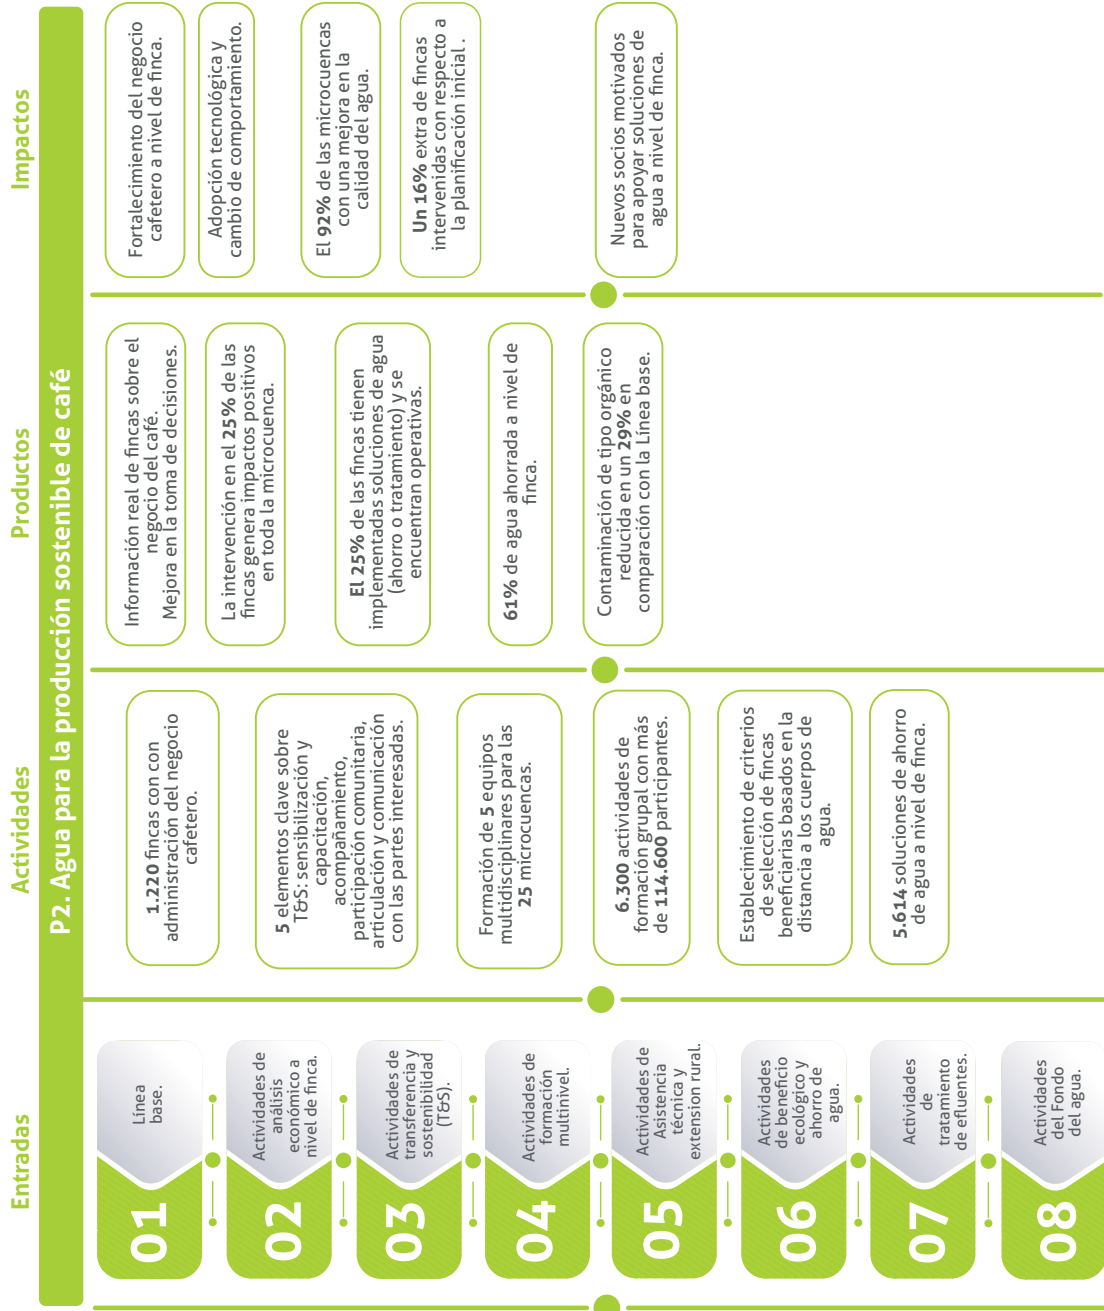 P2. Agua para la producción sostenible de café
Entradas
Actividades
Productos
Impactos
01
Línea
base.
02
Actividades de
análisis
económico a
nivel de finca.
03
Actividades de
transferencia y
sostenibilidad
(T&S).
04
Actividades de
formación
multinivel.
05
Actividades de
Asistencia
técnica y
extension rural.
06
Actividades
de beneficio
ecológico y
ahorro de
agua.
07
Actividades
de
tratamiento
de efluentes.
08
Actividades
del Fondo
del agua.
1.220 fincas con con
administración del negocio
cafetero.
5 elementos clave sobre
T&S: sensibilización y
capacitación,
acompañamiento,
participación comunitaria,
articulación y comunicación
con las partes interesadas.
Formación de 5 equipos
multidisciplinares para las
25 microcuencas.
6.300 actividades de
formación grupal con más
de 114.600 participantes.
Establecimiento de criterios
de selección de fincas
beneficiarias basados en la
distancia a los cuerpos de
agua.
5.614 soluciones de ahorro
de agua a nivel de finca.
Información real de fincas sobre el
negocio del café.
Mejora en la toma de decisiones.
La intervención en el 25% de las
fincas genera impactos positivos
en toda la microcuenca.
El 25% de las fincas tienen
implementadas soluciones de agua
(ahorro o tratamiento) y se
encuentran operativas.
61% de agua ahorrada a nivel de
finca.
Contaminación de tipo orgánico
reducida en un 29% en
comparación con la Línea base.
Fortalecimiento del negocio
cafetero a nivel de finca.
Adopción tecnológica y
cambio de comportamiento.
El 92% de las microcuencas
con una mejora en la
calidad del agua.
Un 16% extra de fincas
intervenidas con respecto a
la planificación inicial .
Nuevos socios motivados
para apoyar soluciones de
agua a nivel de finca.